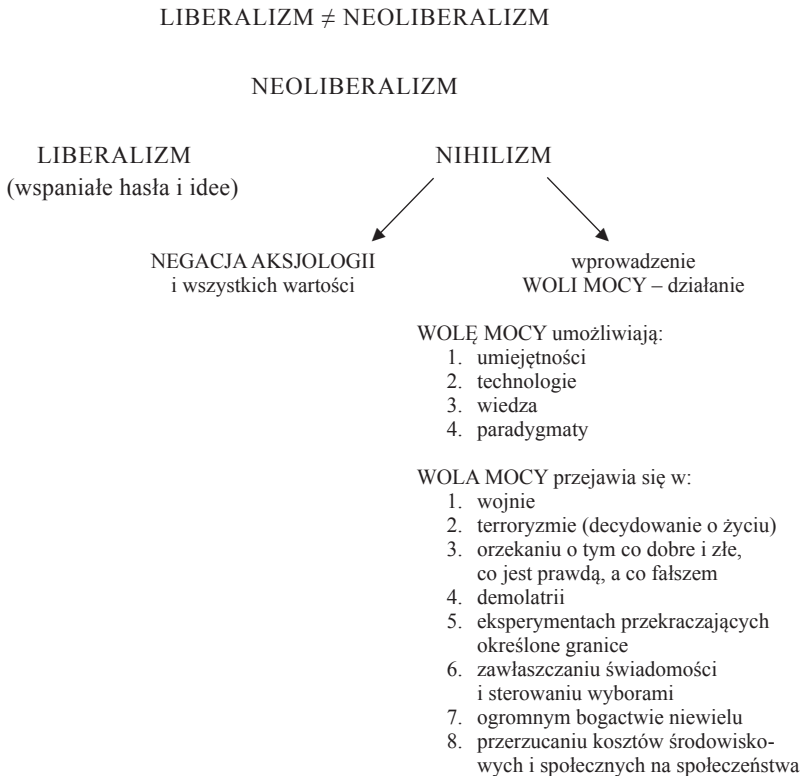 LIBERALIZM ≠ NEOLIBERALIZM
NEOLIBERALIZM
LIBERALIZM
(wspaniałe hasła i idee)
NIHILIZM
NEGACJA AKSJOLOGII
i wszystkich wartości
wprowadzenie
WOLI MOCY – działanie
WOLĘ MOCY umożliwiają:
1. umiejętności
2. technologie
3. wiedza
4. paradygmaty
WOLA MOCY przejawia się w:
1. wojnie
2. terroryzmie (decydowanie o życiu)
3. orzekaniu o tym co dobre i złe,
co jest prawdą, a co fałszem
4. demolatrii
5. eksperymentach przekraczających
określone granice
6. zawłaszczaniu świadomości
i sterowaniu wyborami
7. ogromnym bogactwie niewielu
8. przerzucaniu kosztów środowisko-
wych i społecznych na społeczeństwa